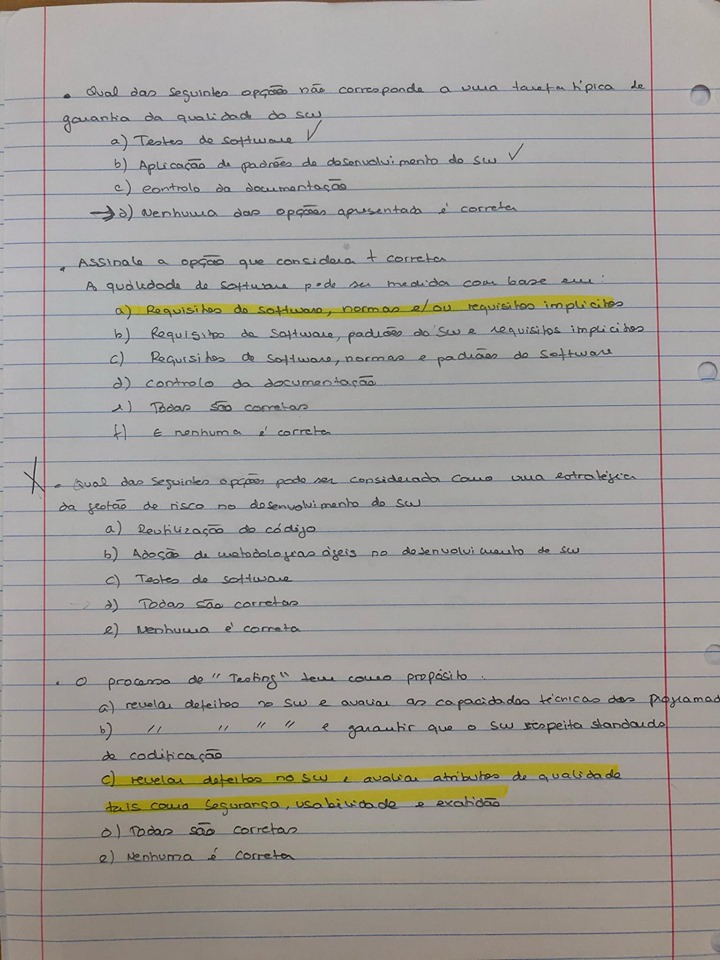 • Qual das seguintes opções não corresponde a uma tarefa típica de
garantia da qualidade do sw
a) Testes de software ✓
b) Aplicação de padrões de desenvolvimento do sw ✓
c) Controlo da documentação
→ d) Nenhuma das opções apresentada é correta
• Assinale a opção que considera + correta
A qualidade de software pode ser medida com base em:
a) Requisitos do software, normas e/ou requisitos implicitos
b) Requisitos de software, padrões do sw e requisitos implicitos
c) Requisitos de software, normas e padrões do software
d) controlo da documentação
e) Todas são corretas
f) E nenhuma é correta
X • Qual das seguintes opções pode ser considerada como uma estratégia
da gestão de risco no desenvolvimento do sw
a) Reutilização do código
b) Adoção de metodologias ágeis no desenvolvimento de sw
c) Testes de software
d) Todas são corretas
e) Nenhuma é correta
• O processo de "Testing" tem como propósito.
a) revelar defeitos no sw e avaliar as capacidades técnicas dos programad
b) // // // // e garantir que o sw respeita standards
de codificação
c) revelar defeitos no sw e avaliar atributos de qualidade
tais como segurança, usabilidade e exatidão
d) Todas são corretas
e) Nenhuma é correta